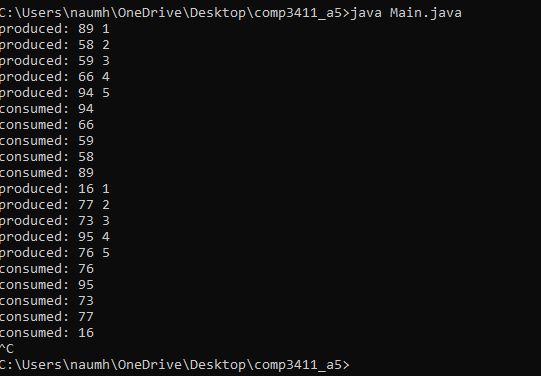 C:\Users\naumh\OneDrive\Desktop\comp3411_a5>java Main.java
produced: 89 1
produced: 58 2
produced: 59 3
produced: 66 4
produced: 94 5
consumed: 94
consumed: 66
consumed: 59
consumed: 58
consumed: 89
produced: 16 1
produced: 77 2
produced: 73 3
produced: 95 4
produced: 76 5
consumed: 76
consumed: 95
consumed: 73
consumed: 77
consumed: 16
^C
C:\Users\naumh\OneDrive\Desktop\comp3411_a5>